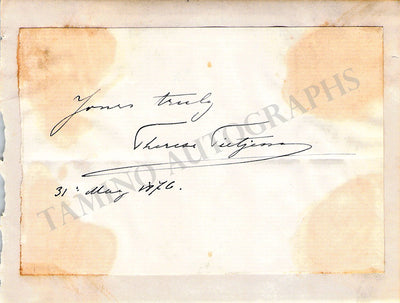 Yours truly
Therese Tietjens
31st May 1876.
TAMINO AUTOGRAPHS